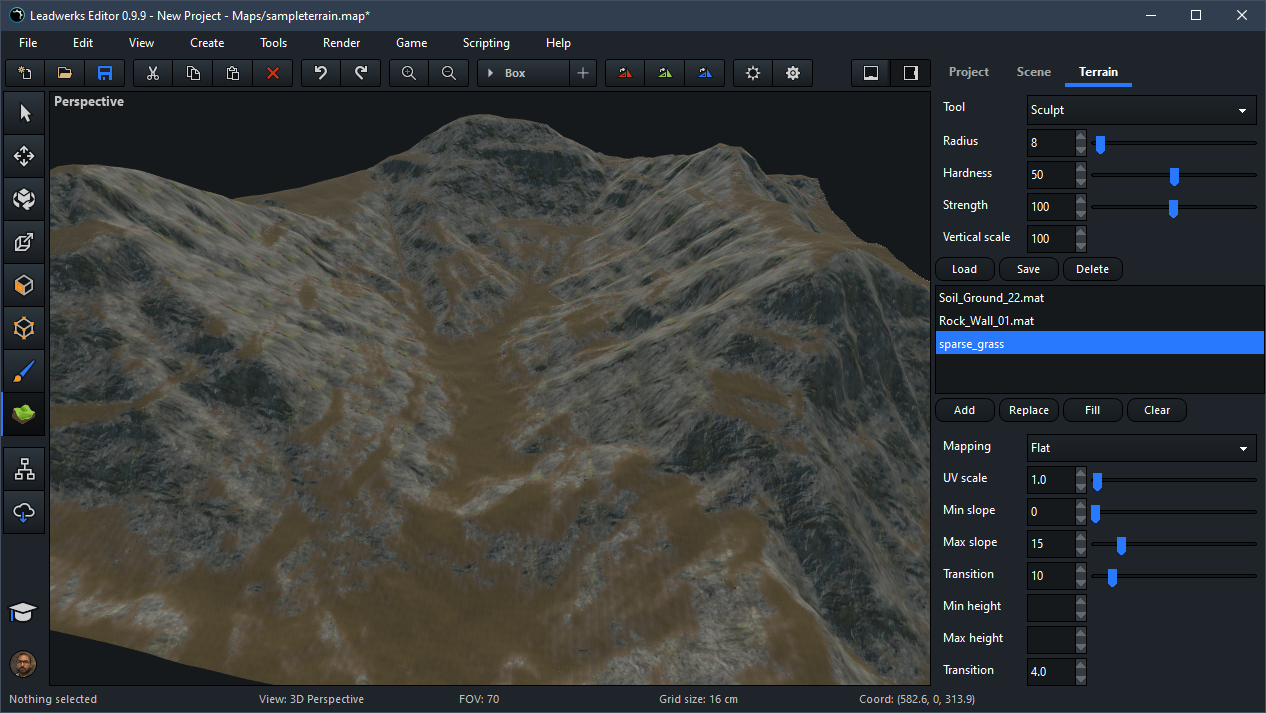 Leadwerks Editor 0.9.9 - New Project - Maps/sampleterrain.map*
File Edit View Create Tools Render Game Scripting Help
Box
Project Scene Terrain
Perspective
Tool Sculpt
Radius 8
Hardness 50
Strength 100
Vertical scale 100
Load Save Delete
Soil_Ground_22.mat
Rock_Wall_01.mat
sparse_grass
Add Replace Fill Clear
Mapping Flat
UV scale 1.0
Min slope 0
Max slope 15
Transition 10
Min height
Max height
Transition 4.0
Nothing selected View: 3D Perspective FOV: 70 Grid size: 16 cm Coord: (582.6, 0, 313.9)